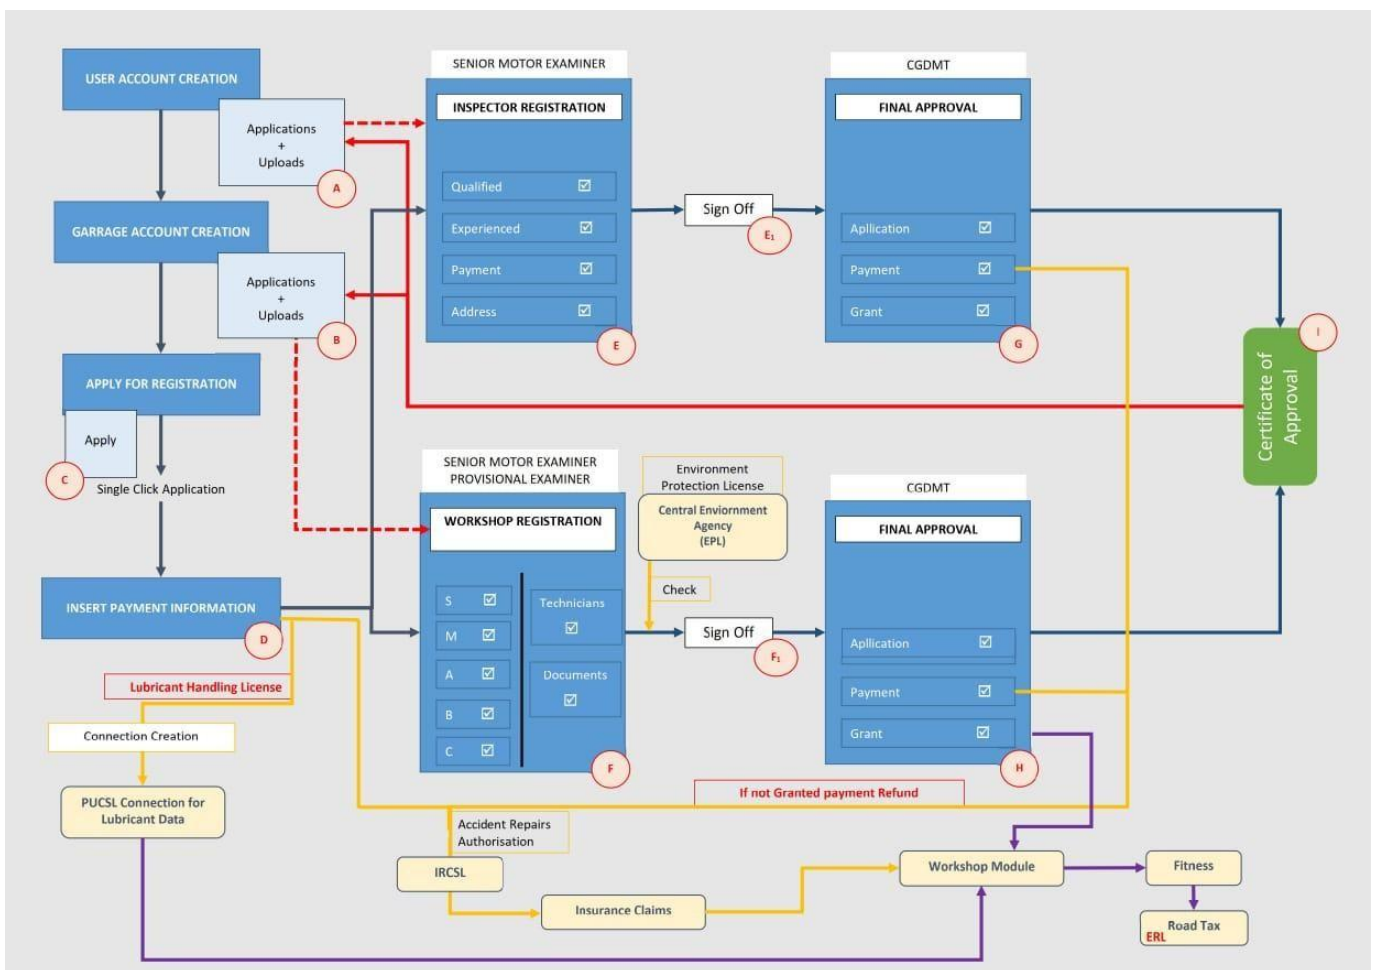 USER ACCOUNT CREATION
Applications
+
Uploads
A
GARRAGE ACCOUNT CREATION
Applications
+
Uploads
B
APPLY FOR REGISTRATION
Apply
C
Single Click Application
INSERT PAYMENT INFORMATION
D
SENIOR MOTOR EXAMINER
INSPECTOR REGISTRATION
Qualified
Experienced
Payment
Address
E
Sign Off
E1
CGDMT
FINAL APPROVAL
Apllication
Payment
Grant
G
I
Certificate of
Approval
SENIOR MOTOR EXAMINER
PROVISIONAL EXAMINER
WORKSHOP REGISTRATION
S
M
A
B
C
Technicians
Documents
F
Environment
Protection License
Central Enviornment
Agency
(EPL)
Check
Sign Off
F1
CGDMT
FINAL APPROVAL
Apllication
Payment
Grant
H
Lubricant Handling License
Connection Creation
PUCSL Connection for
Lubricant Data
If not Granted payment Refund
Accident Repairs
Authorisation
IRCSL
Insurance Claims
Workshop Module
Fitness
Road Tax
ERL